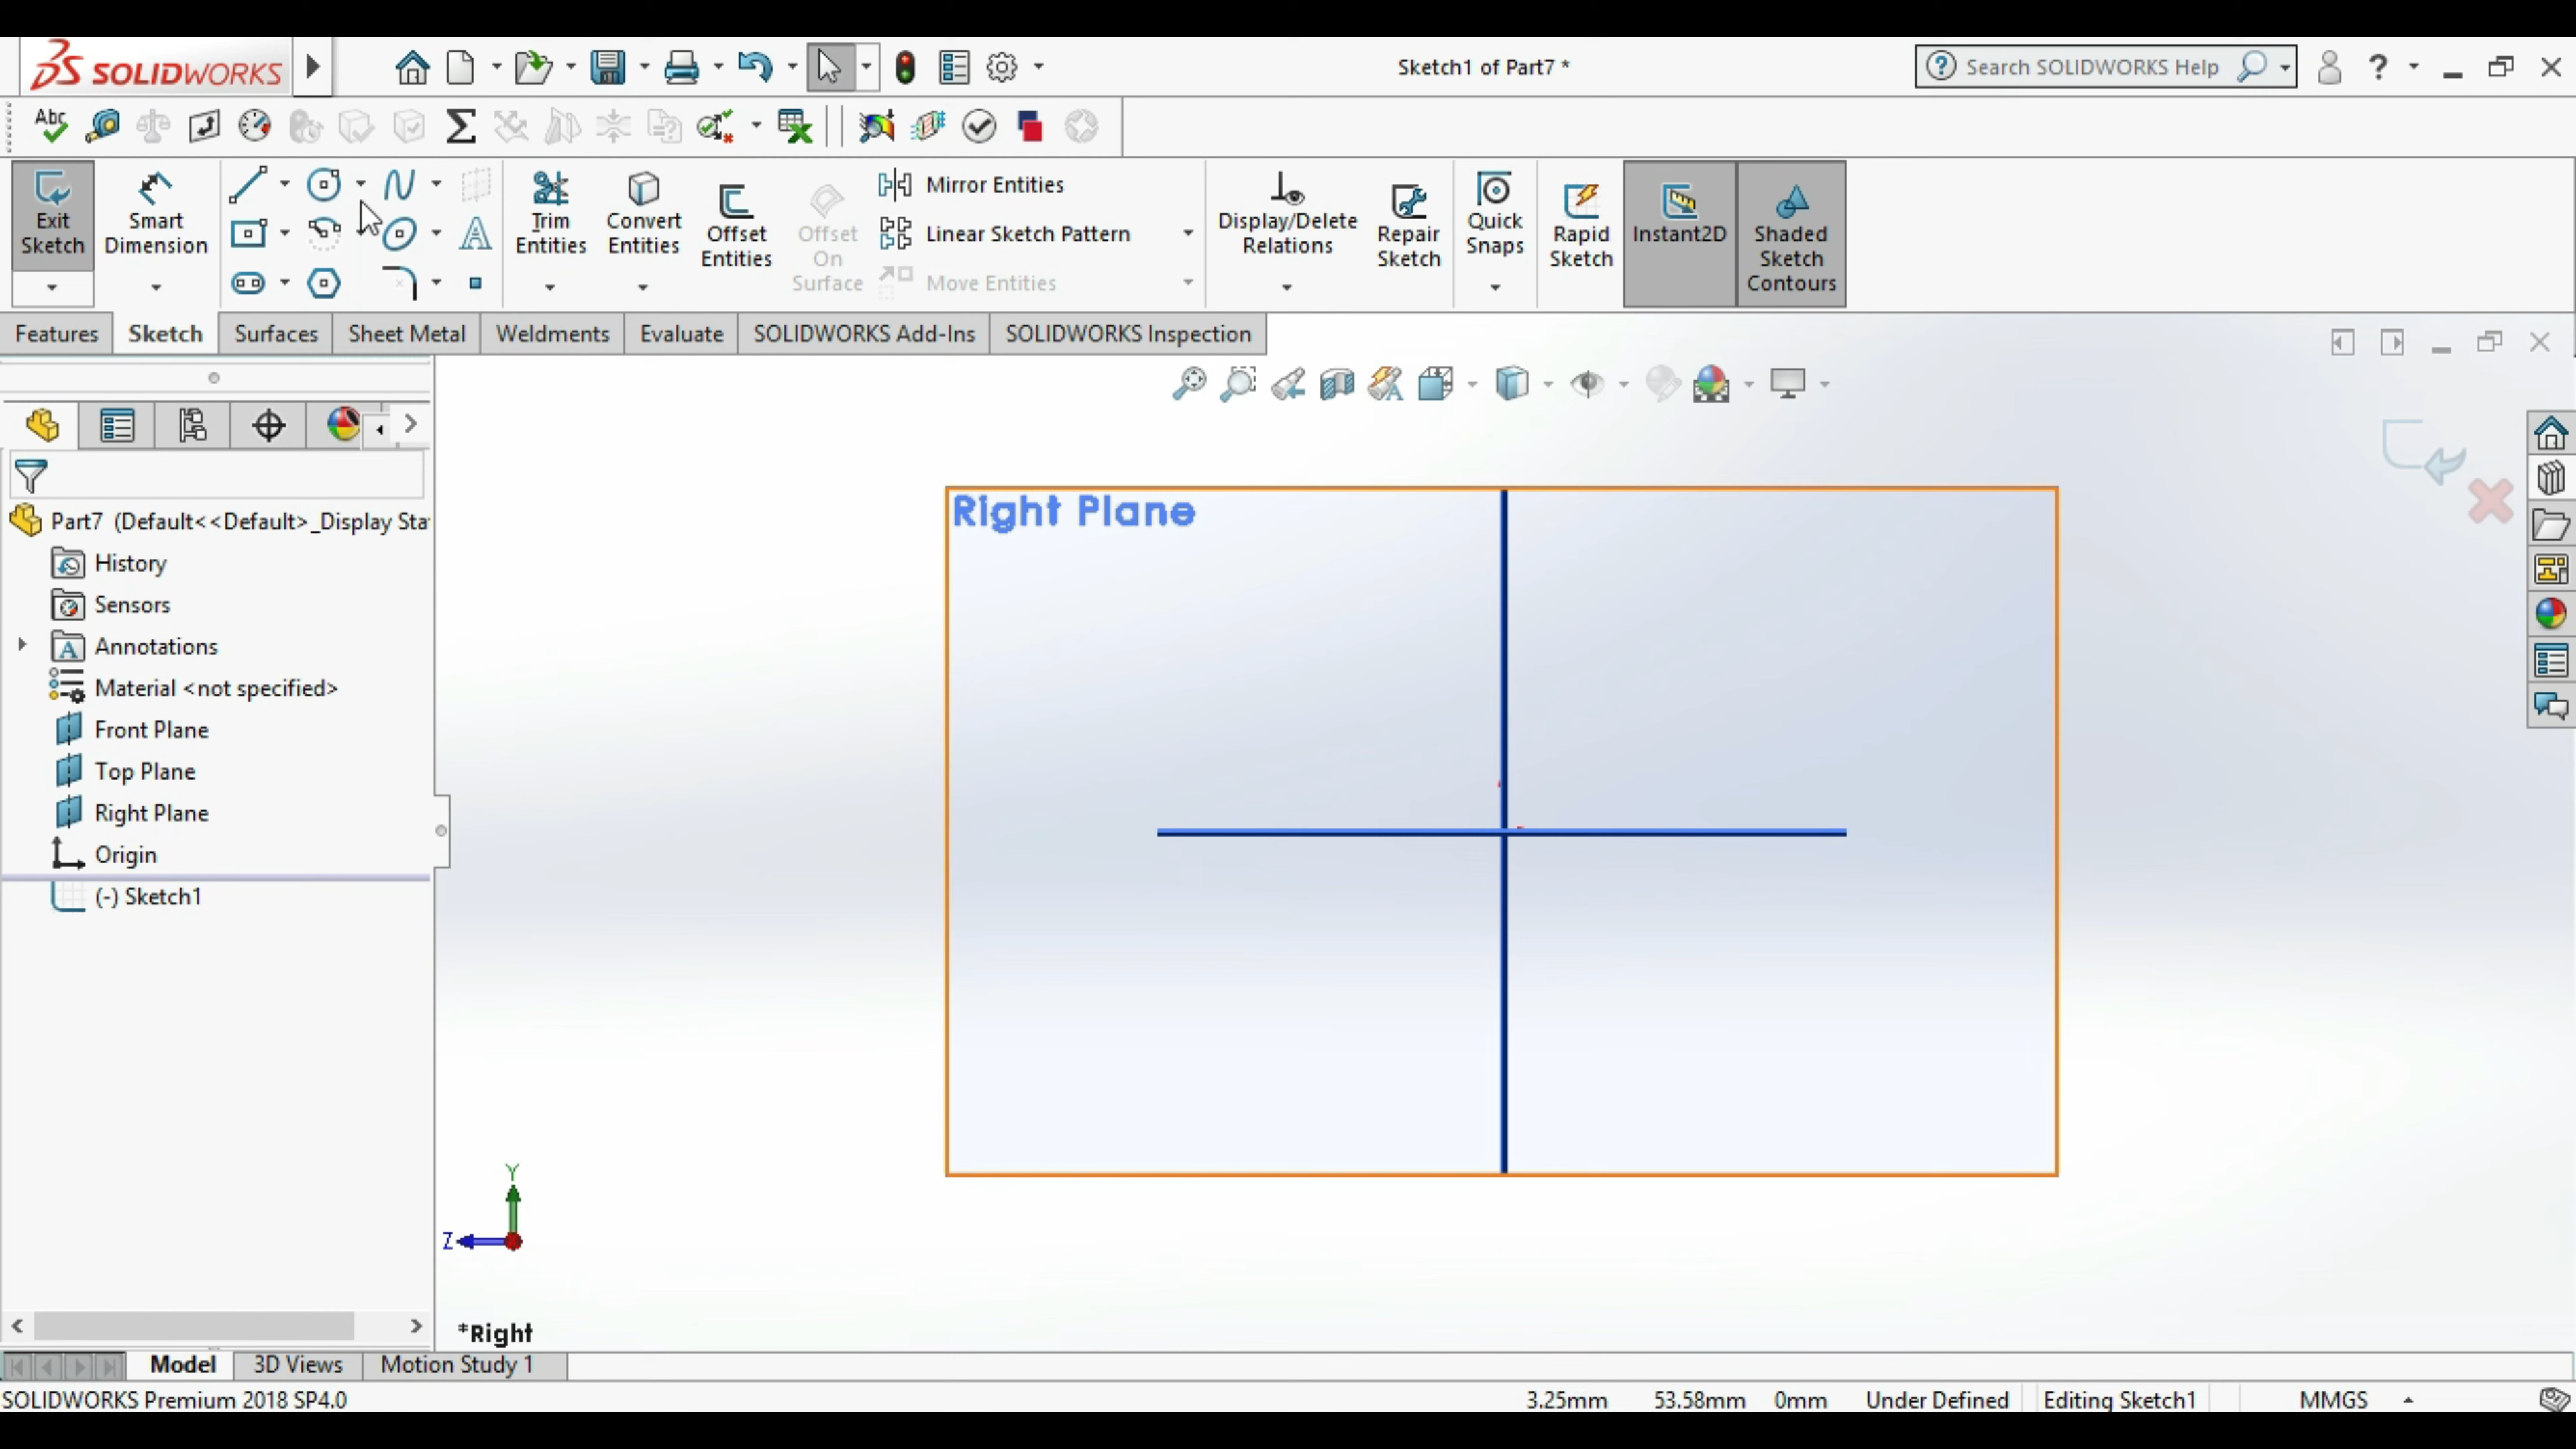 SOLIDWORKS
Sketch1 of Part7 *
Search SOLIDWORKS Help
?
Abc
Exit Sketch
Smart Dimension
Trim Entities
Convert Entities
Offset Entities
Offset On Surface
Mirror Entities
Linear Sketch Pattern
Move Entities
Display/Delete Relations
Repair Sketch
Quick Snaps
Rapid Sketch
Instant2D
Shaded Sketch Contours
Features
Sketch
Surfaces
Sheet Metal
Weldments
Evaluate
SOLIDWORKS Add-Ins
SOLIDWORKS Inspection
Part7 (Default<<Default>_Display Sta
History
Sensors
Annotations
Material <not specified>
Front Plane
Top Plane
Right Plane
Origin
(-) Sketch1
Right Plane
Y
Z
*Right
Model
3D Views
Motion Study 1
SOLIDWORKS Premium 2018 SP4.0
3.25mm
53.58mm
0mm
Under Defined
Editing Sketch1
MMGS